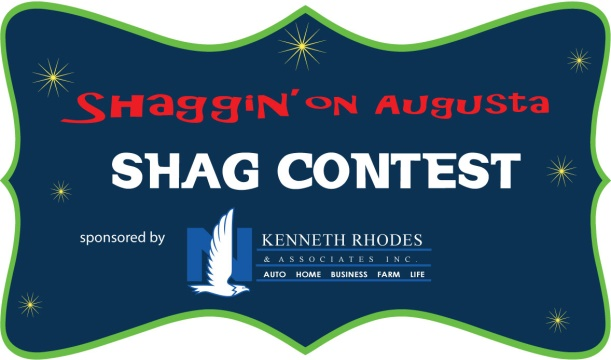 SHaggiN' oN Augusta
SHAG CONTEST
sponsored by
N
KENNETH RHODES
& ASSOCIATES INC.
AUTO HOME BUSINESS FARM LIFE